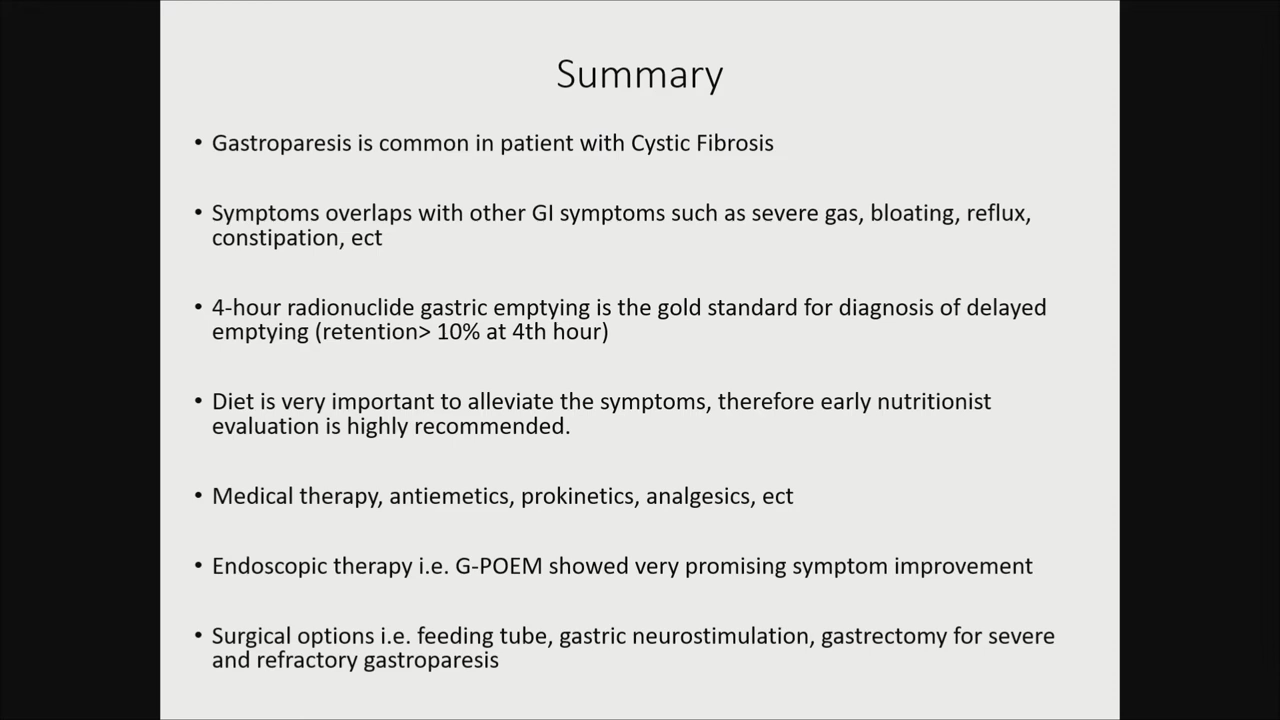 Summary
• Gastroparesis is common in patient with Cystic Fibrosis
• Symptoms overlaps with other GI symptoms such as severe gas, bloating, reflux,
constipation, ect
• 4-hour radionuclide gastric emptying is the gold standard for diagnosis of delayed
emptying (retention> 10% at 4th hour)
• Diet is very important to alleviate the symptoms, therefore early nutritionist
evaluation is highly recommended.
• Medical therapy, antiemetics, prokinetics, analgesics, ect
• Endoscopic therapy i.e. G-POEM showed very promising symptom improvement
• Surgical options i.e. feeding tube, gastric neurostimulation, gastrectomy for severe
and refractory gastroparesis